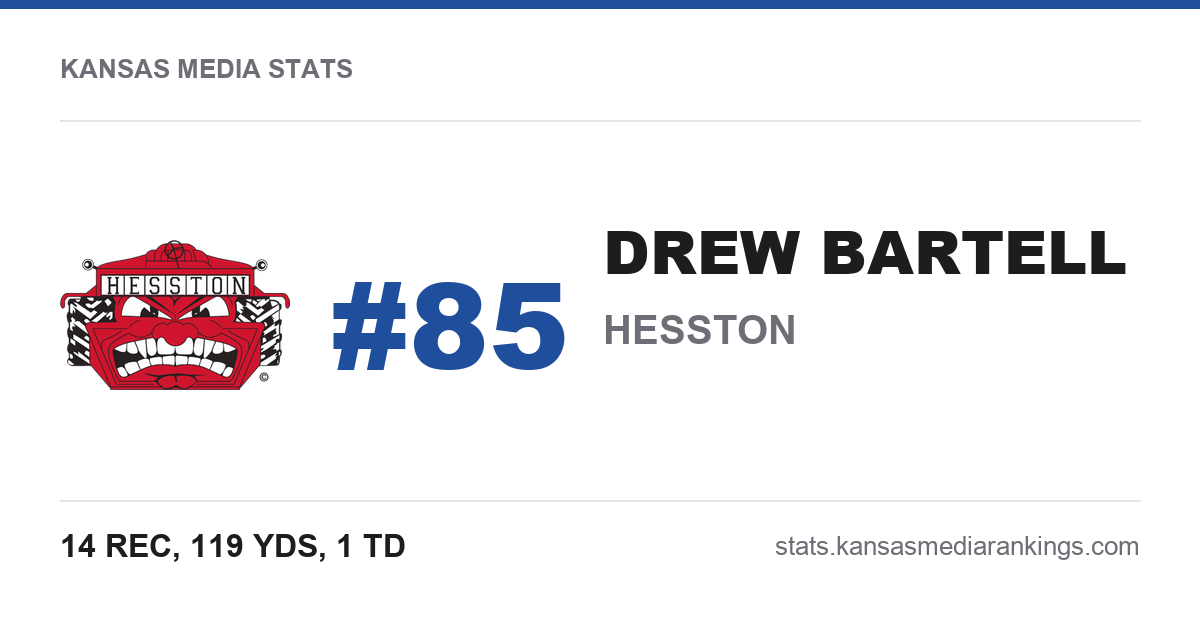 KANSAS MEDIA STATS
HESSTON
©
#85
DREW BARTELL
HESSTON
14 REC, 119 YDS, 1 TD
stats.kansasmediarankings.com